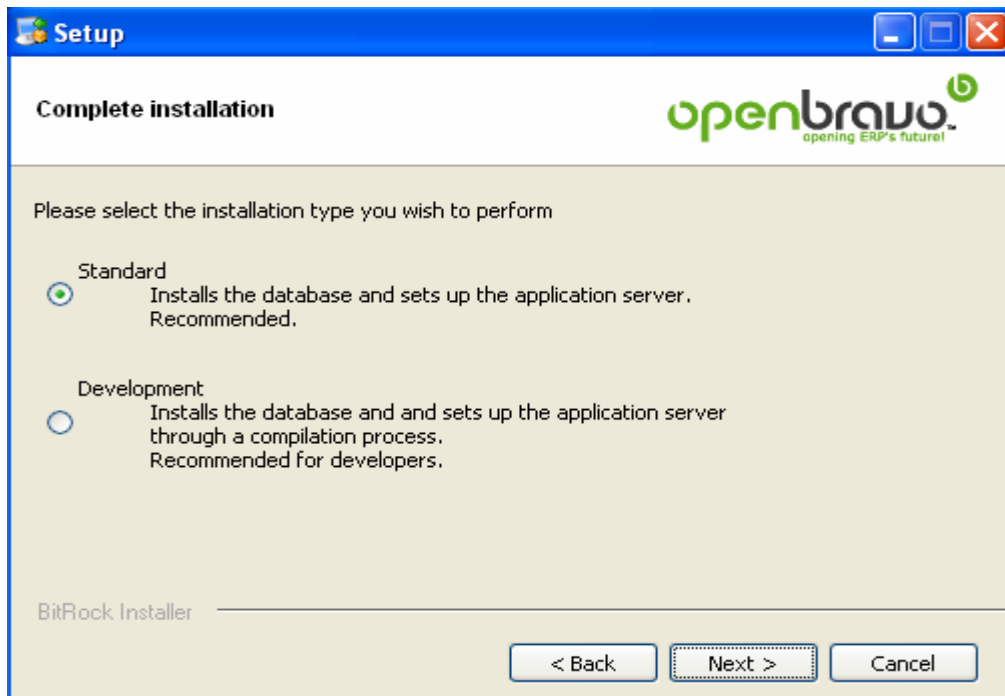 Setup
Complete installation
openbravo
b
TM
opening ERP's future!
Please select the installation type you wish to perform
Standard
Installs the database and sets up the application server.
Recommended.
Development
Installs the database and and sets up the application server
through a compilation process.
Recommended for developers.
BitRock Installer
< Back
Next >
Cancel